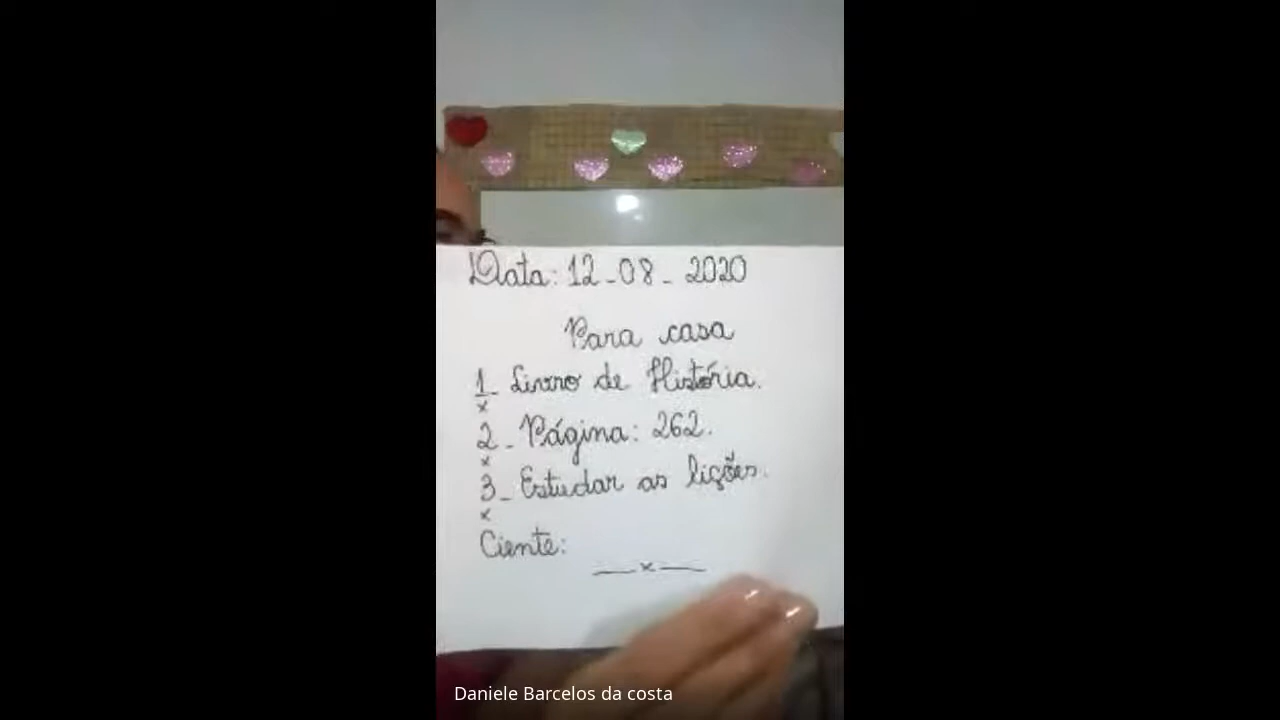 Data: 12-08-2020
Para casa
1- Livro de História.
x
2- Página: 262.
x
3- Estudar as lições.
x
Ciente:
—x—
Daniele Barcelos da costa